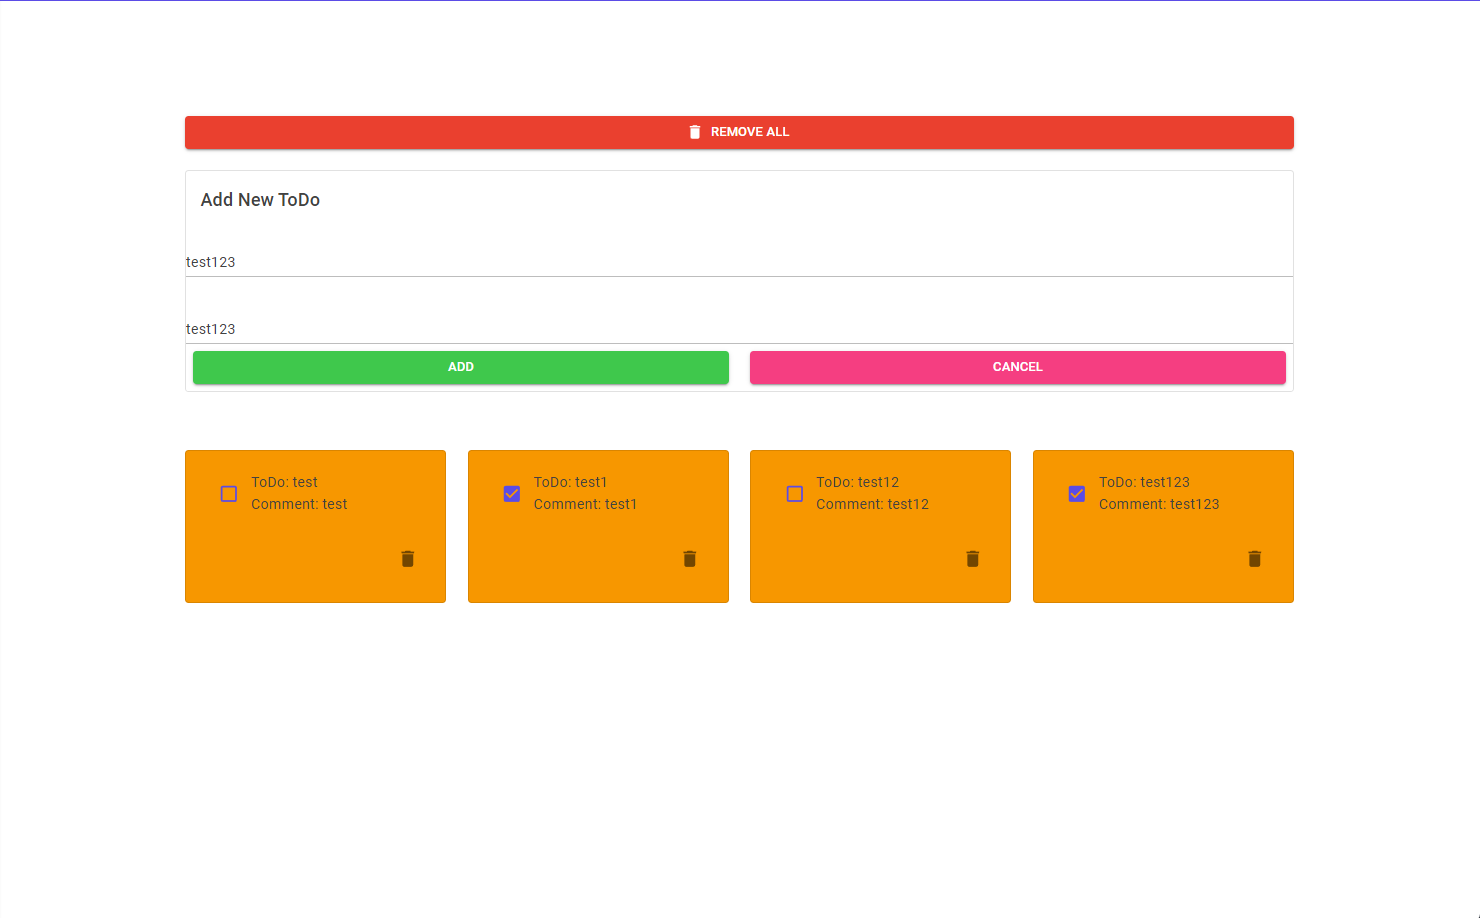 REMOVE ALL
Add New ToDo
test123
test123
ADD
CANCEL
ToDo: test
Comment: test
ToDo: test1
Comment: test1
ToDo: test12
Comment: test12
ToDo: test123
Comment: test123